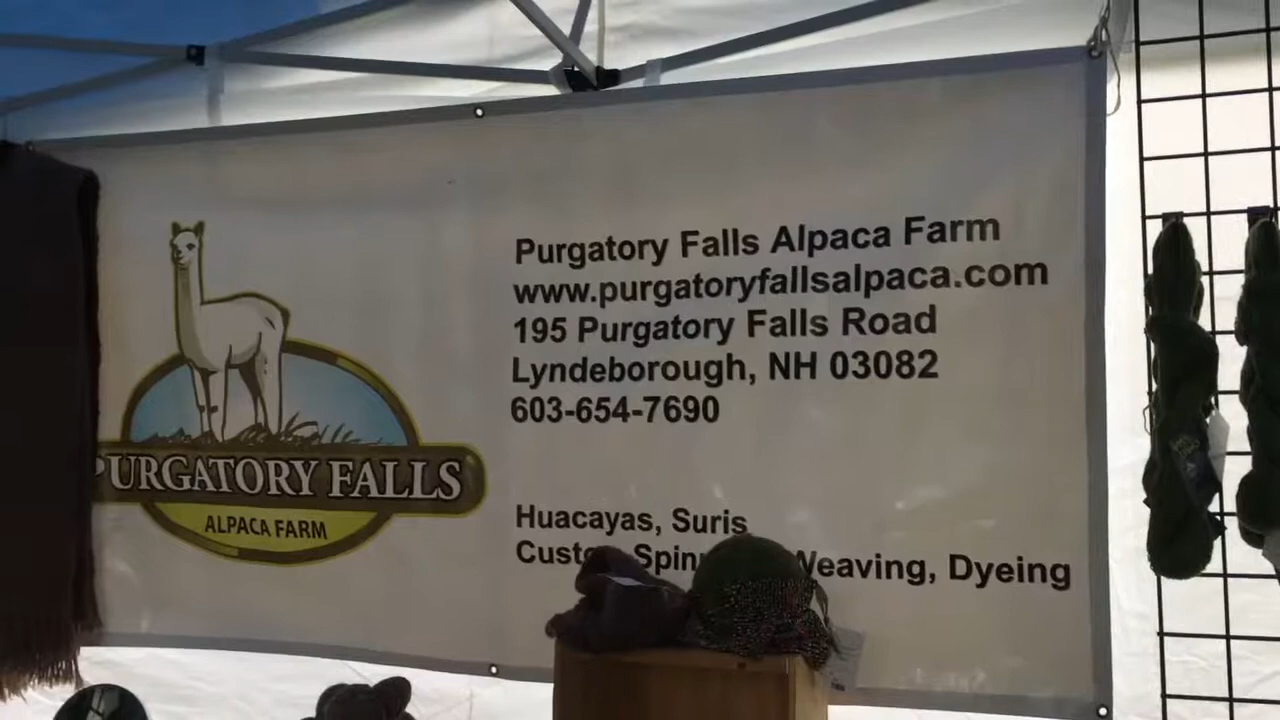 PURGATORY FALLS
ALPACA FARM
Purgatory Falls Alpaca Farm
www.purgatoryfallsalpaca.com
195 Purgatory Falls Road
Lyndeborough, NH 03082
603-654-7690
Huacayas, Suris
Weaving, Dyeing